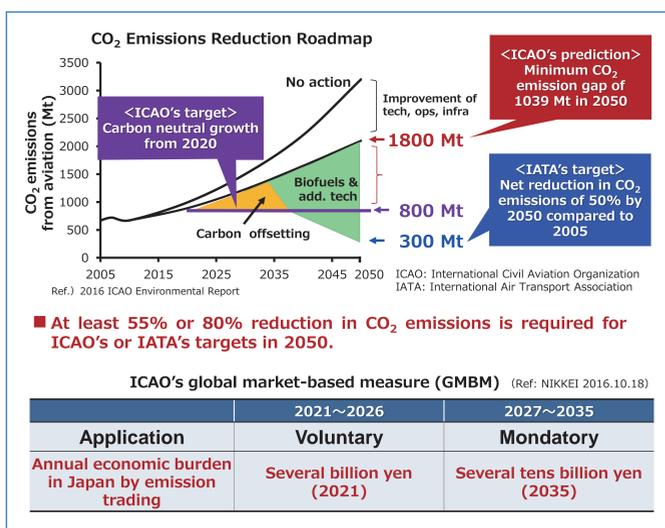 CO2 Emissions Reduction Roadmap
CO2 emissions
from aviation (Mt)
3500
3000
2500
2000
1500
1000
500
0
2005
2015
2025
2035
2050
No action
<ICAO's target>
Carbon neutral growth
from 2020
Improvement of
tech, ops, infra
Biofuels &
add. tech
Carbon offsetting
1800 Mt
800 Mt
300 Mt
<ICAO's prediction>
Minimum CO2
emission gap of
1039 Mt in 2050
<IATA's target>
Net reduction in CO2
emissions of 50% by
2050 compared to
2005
Ref.) 2016 ICAO Environmental Report
ICAO: International Civil Aviation Organization
IATA: International Air Transport Association
■ At least 55% or 80% reduction in CO2 emissions is required for
ICAO's or IATA's targets in 2050.
ICAO's global market-based measure (GMBM) (Ref: NIKKEI 2016.10.18)
2021~2026
2027~2035
Application
Voluntary
Mondatory
Annual economic burden
in Japan by emission
trading
Several billion yen
(2021)
Several tens billion yen
(2035)